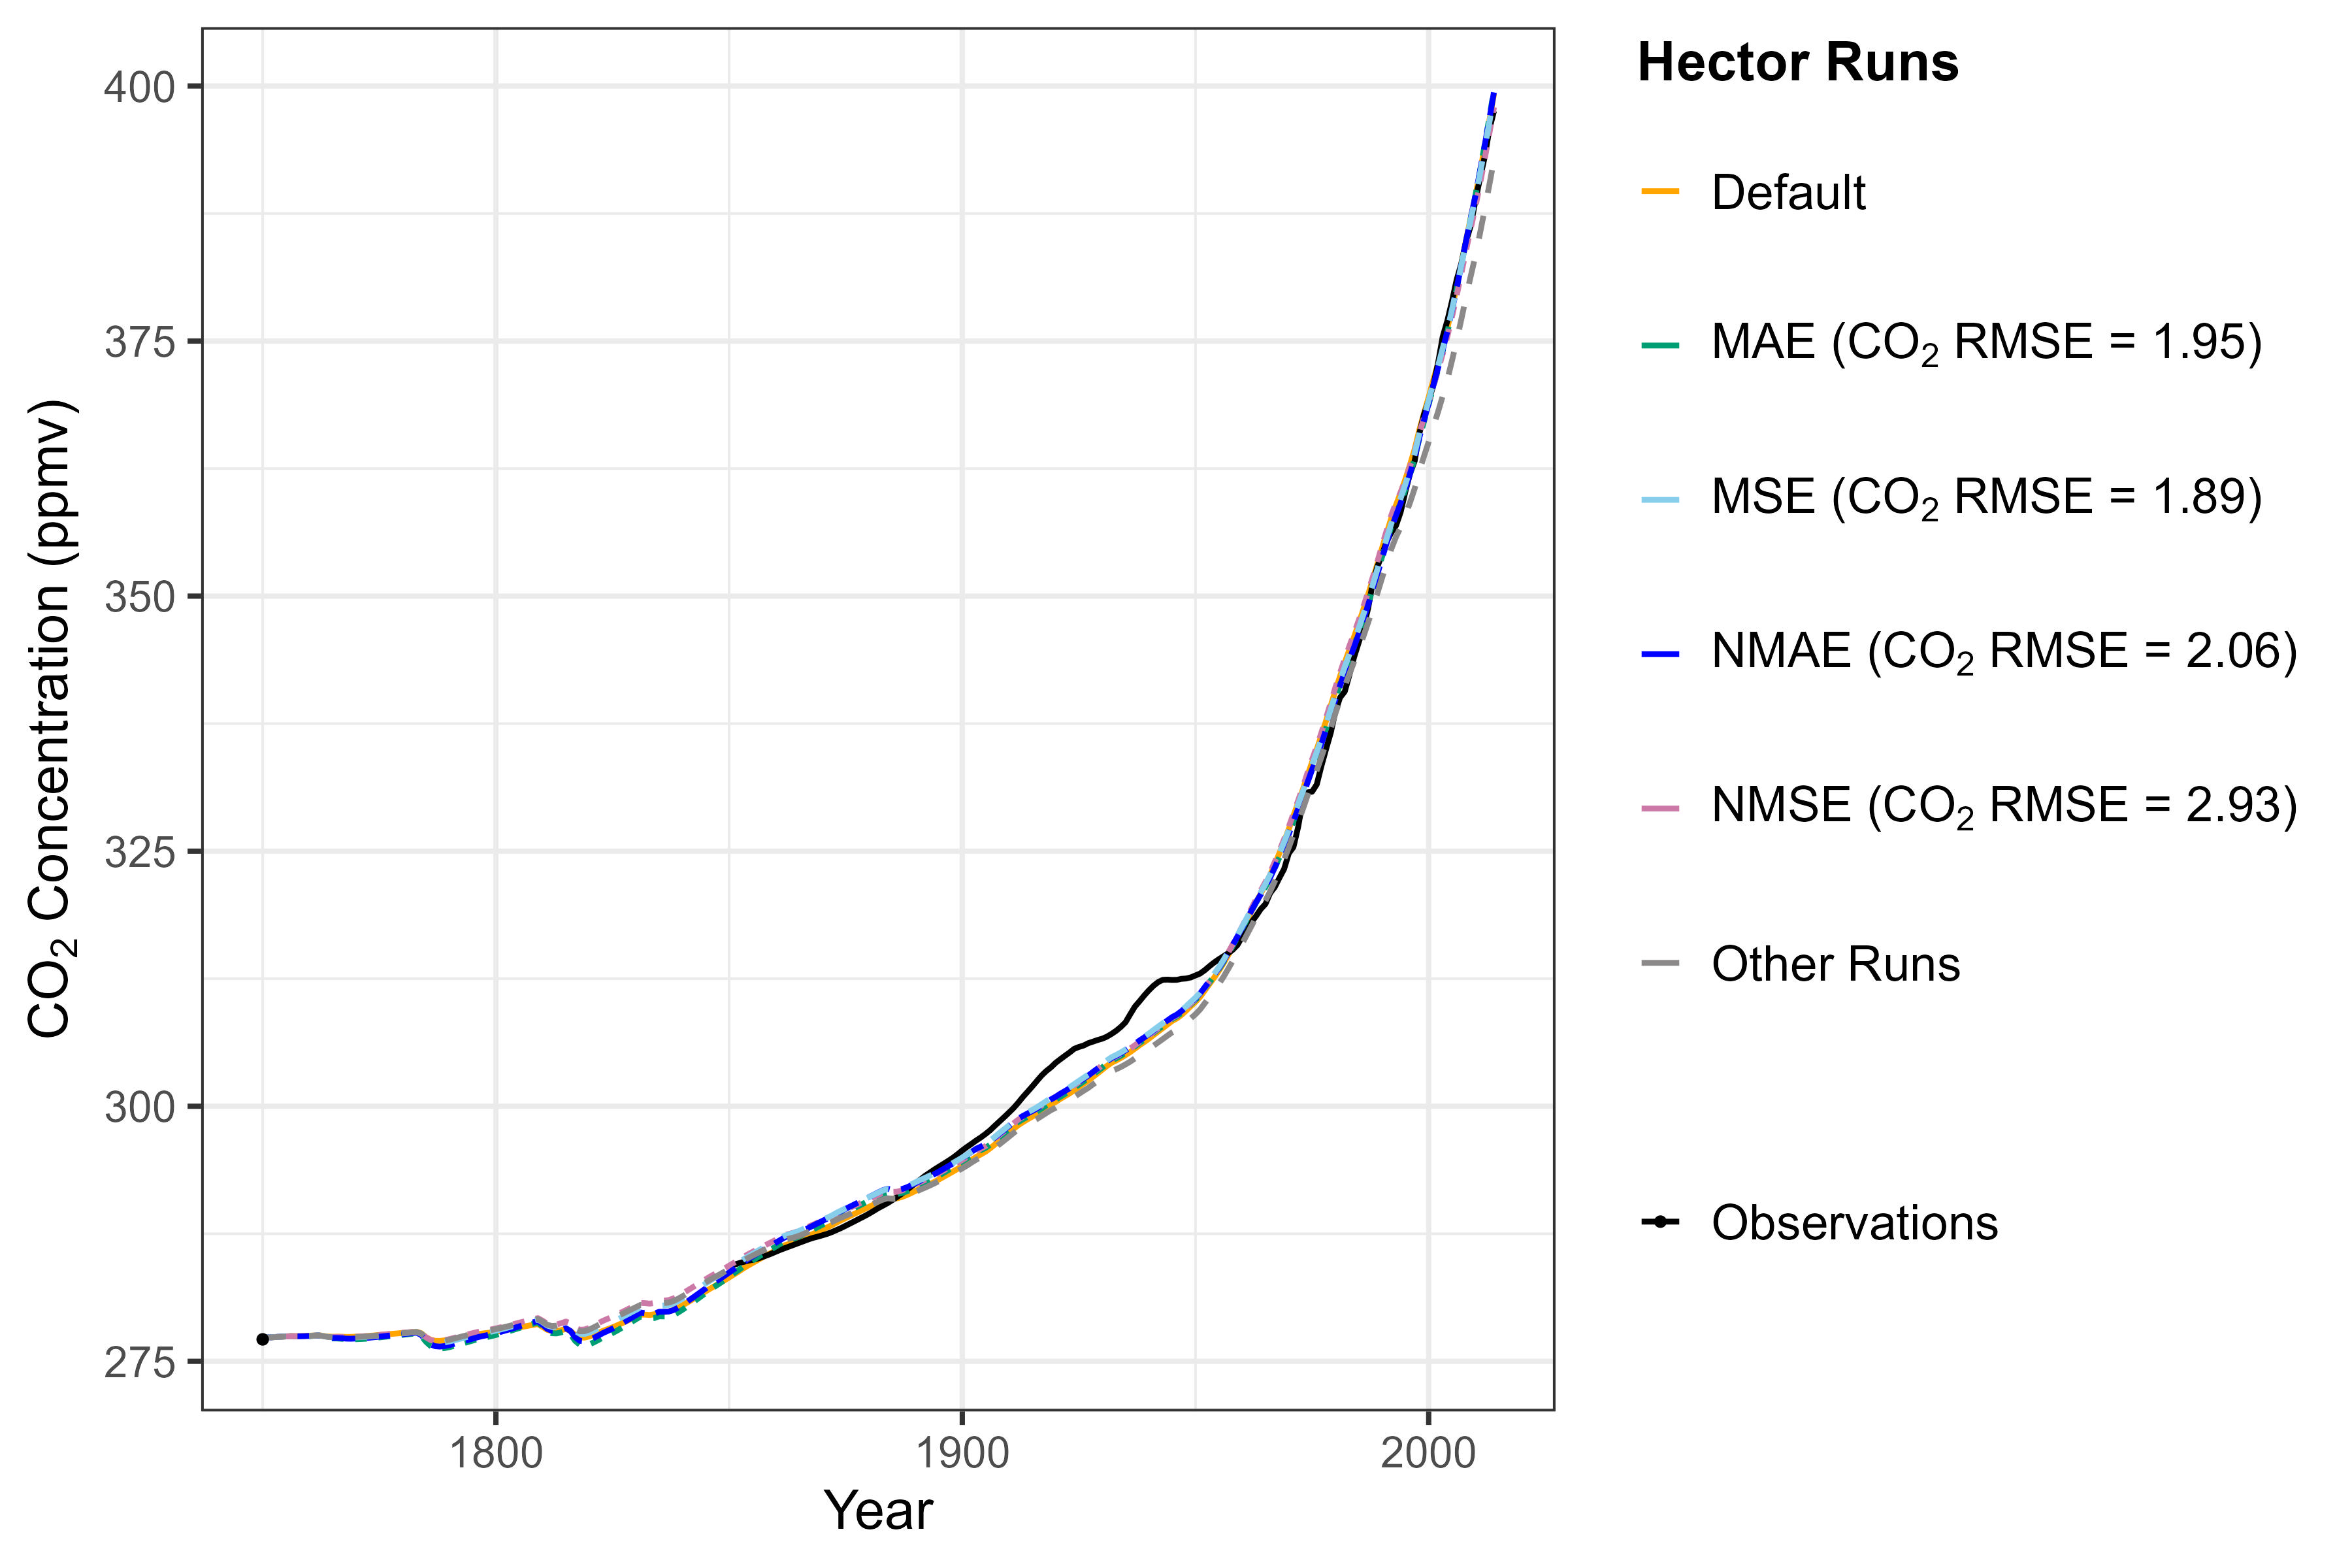 400
375
350
325
300
275
CO₂ Concentration (ppmv)
1800
1900
2000
Year
Hector Runs
Default
MAE (CO₂ RMSE = 1.95)
MSE (CO₂ RMSE = 1.89)
NMAE (CO₂ RMSE = 2.06)
NMSE (CO₂ RMSE = 2.93)
Other Runs
Observations